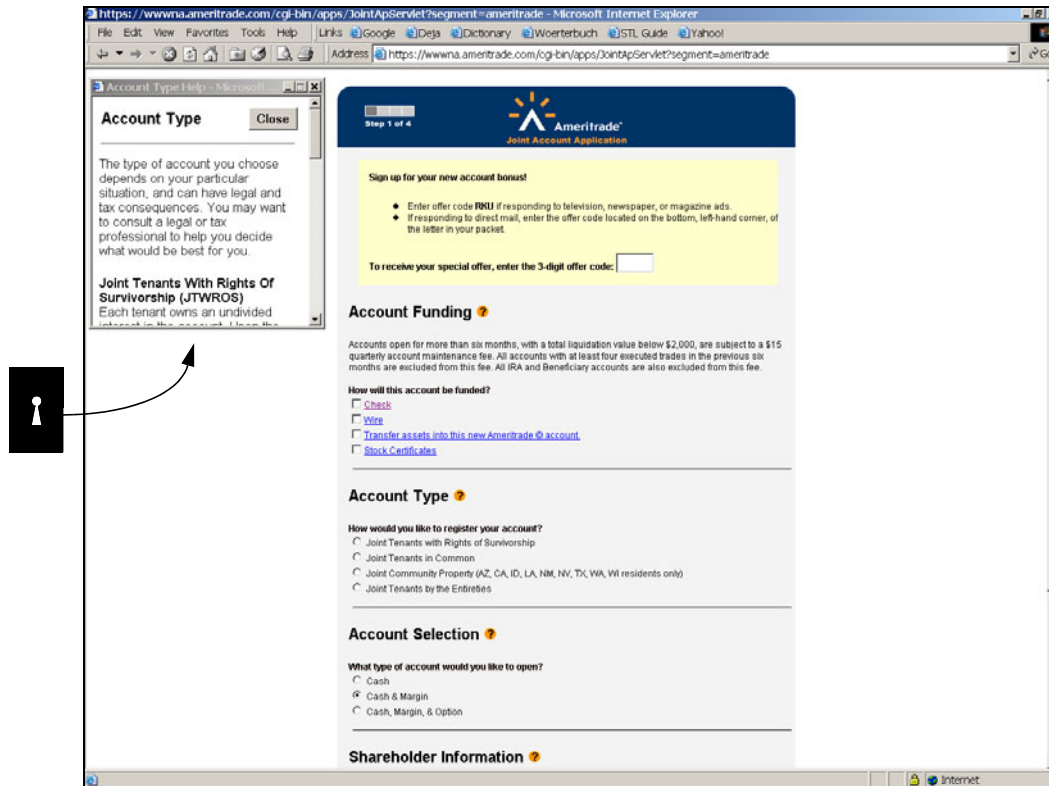 https://wwwna.ameritrade.com/cgi-bin/apps/JointApServlet?segment=ameritrade - Microsoft Internet Explorer
File Edit View Favorites Tools Help Links Google Deja Dictionary Woerterbuch STL Guide Yahoo!
Address https://wwwna.ameritrade.com/cgi-bin/apps/JointApServlet?segment=ameritrade
Account Type Help - Microsoft ...
Account Type
Close
The type of account you choose
depends on your particular
situation, and can have legal and
tax consequences. You may want
to consult a legal or tax
professional to help you decide
what would be best for you.
Joint Tenants With Rights Of
Survivorship (JTWROS)
Each tenant owns an undivided
interest in the account. Upon the
Step 1 of 4
Ameritrade
Joint Account Application
Sign up for your new account bonus!
◆ Enter offer code RKU if responding to television, newspaper, or magazine ads.
◆ If responding to direct mail, enter the offer code located on the bottom, left-hand corner, of
the letter in your packet.
To receive your special offer, enter the 3-digit offer code:
Account Funding ?
Accounts open for more than six months, with a total liquidation value below $2,000, are subject to a $15
quarterly account maintenance fee. All accounts with at least four executed trades in the previous six
months are excluded from this fee. All IRA and Beneficiary accounts are also excluded from this fee.
How will this account be funded?
Check
Wire
Transfer assets into this new Ameritrade © account.
Stock Certificates
Account Type ?
How would you like to register your account?
Joint Tenants with Rights of Survivorship
Joint Tenants in Common
Joint Community Property (AZ, CA, ID, LA, NM, NV, TX, WA, WI residents only)
Joint Tenants by the Entireties
Account Selection ?
What type of account would you like to open?
Cash
Cash & Margin
Cash, Margin, & Option
Shareholder Information ?
Internet